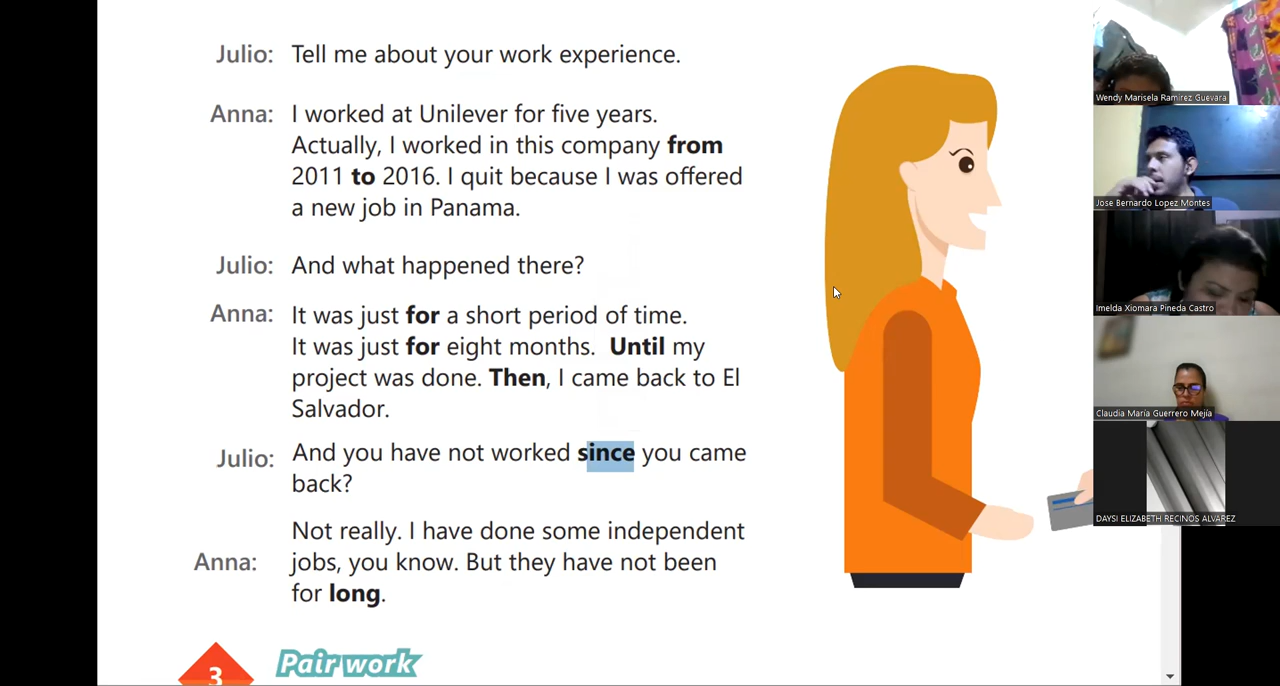 Julio: Tell me about your work experience.
Anna: I worked at Unilever for five years.
Actually, I worked in this company from
2011 to 2016. I quit because I was offered
a new job in Panama.
Julio: And what happened there?
Anna: It was just for a short period of time.
It was just for eight months. Until my
project was done. Then, I came back to El
Salvador.
Julio: And you have not worked since you came
back?
Not really. I have done some independent
Anna: jobs, you know. But they have not been
for long.
3 Pair work
Wendy Marisela Ramirez Guevara
Jose Bernardo Lopez Montes
Imelda Xiomara Pineda Castro
Claudia María Guerrero Mejía
DAYSI ELIZABETH RECINOS ALVAREZ